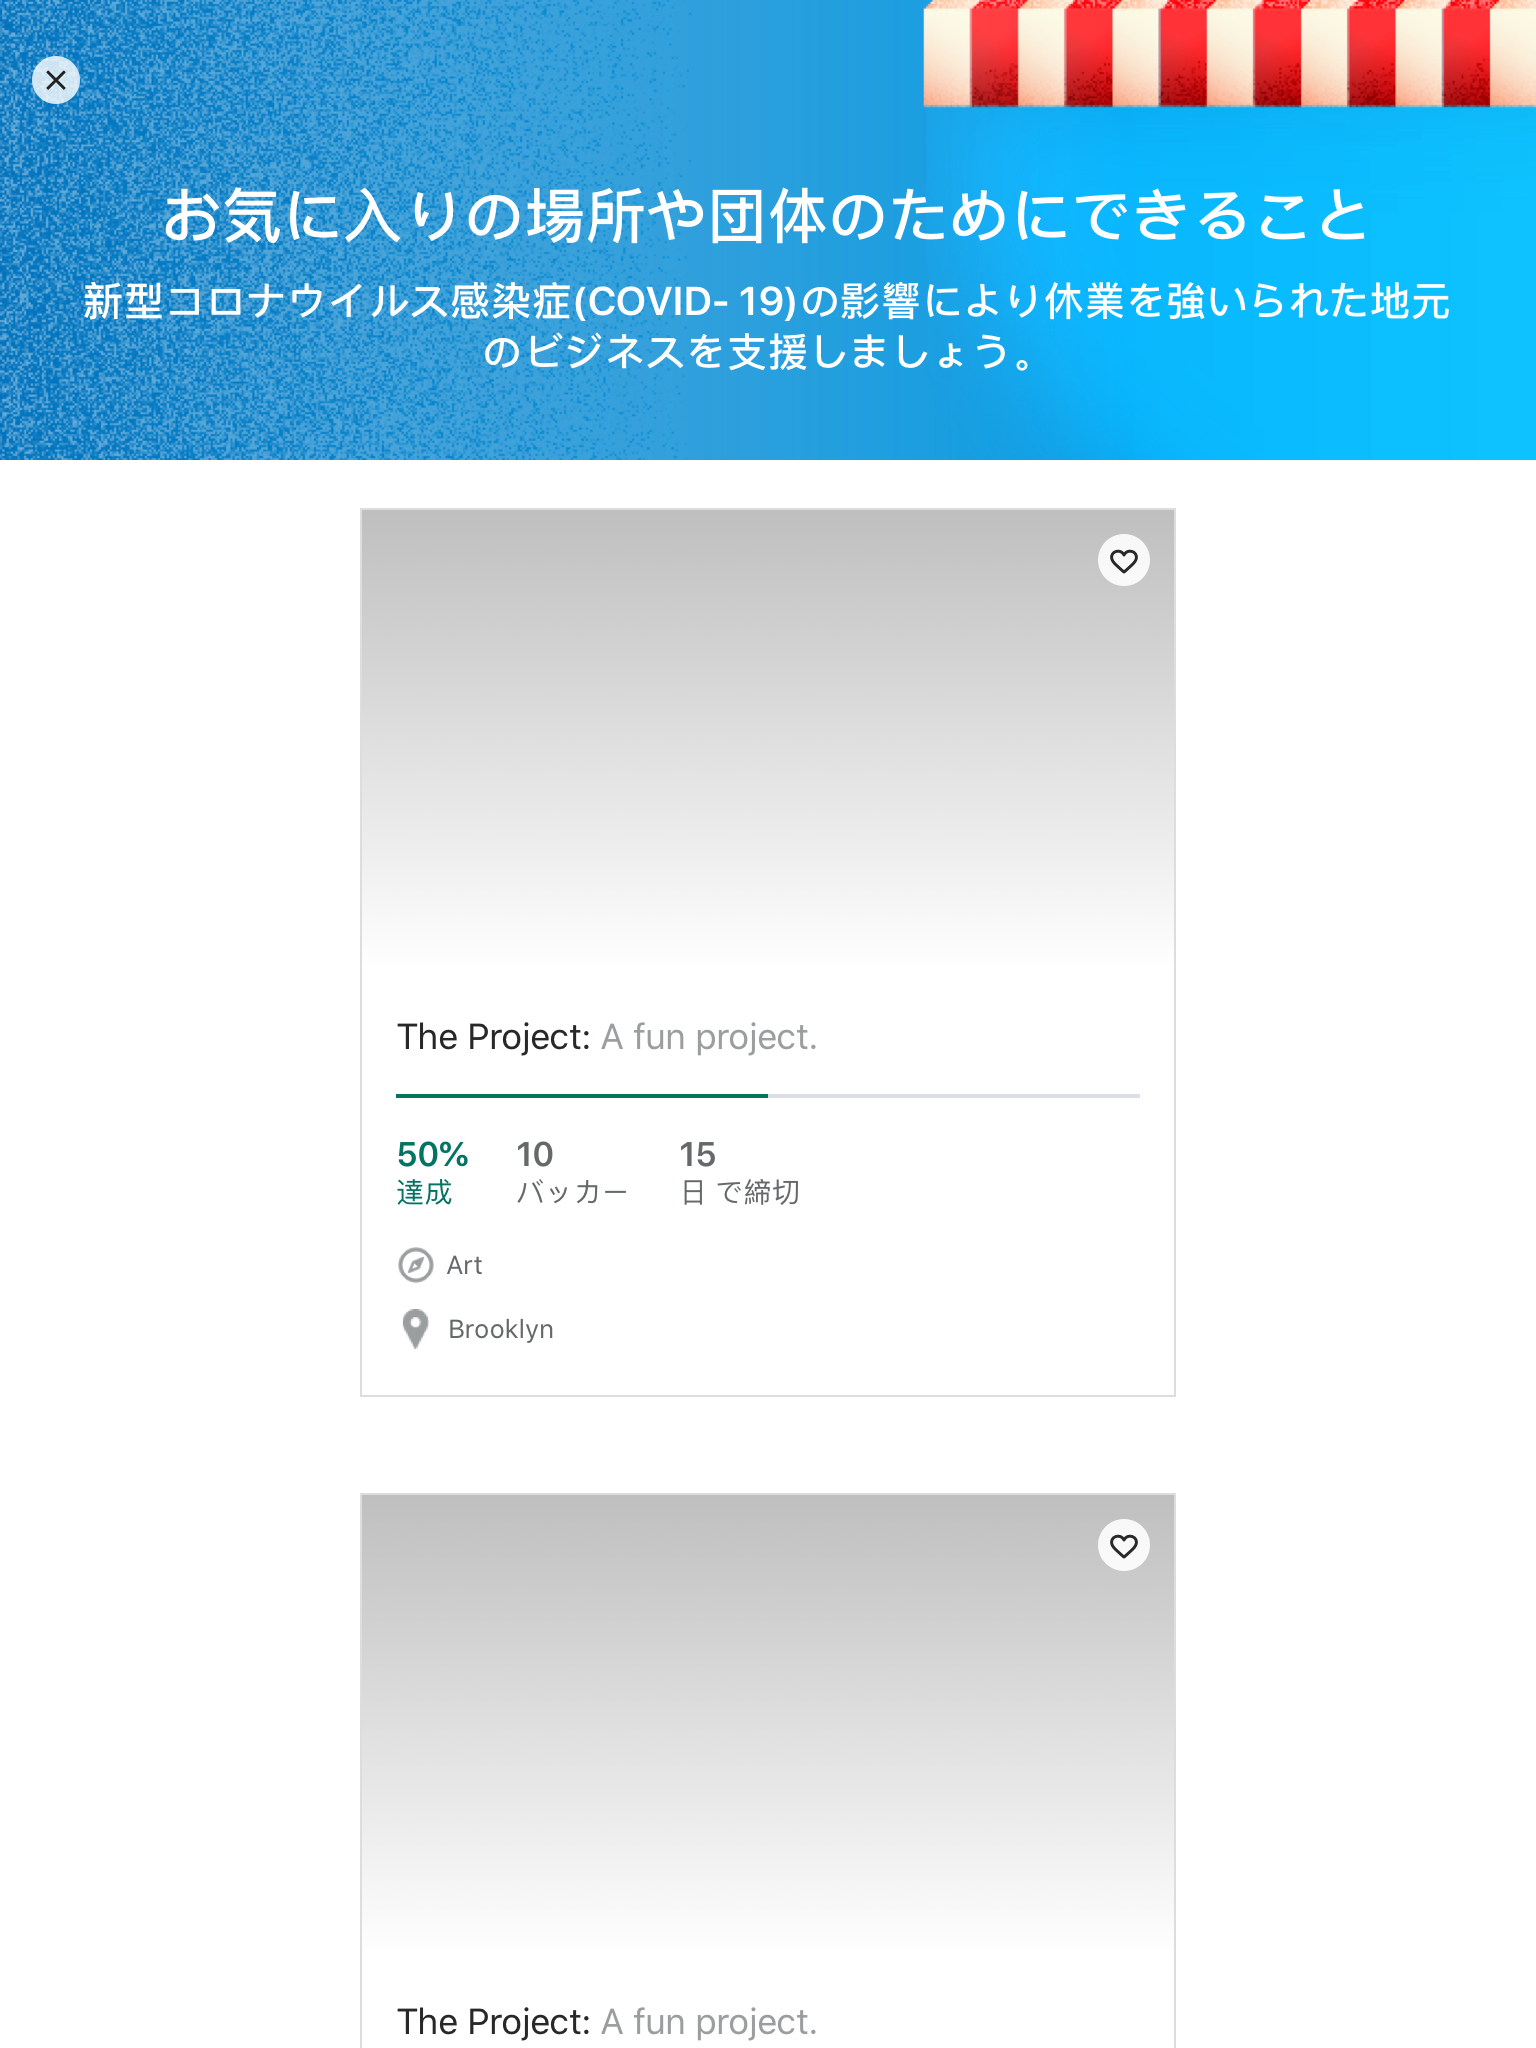 お気に入りの場所や団体のためにできること
新型コロナウイルス感染症(COVID- 19)の影響により休業を強いられた地元
のビジネスを支援しましょう。
The Project: A fun project.
50% 10 15
達成 バッカー 日 で締切
Art
Brooklyn
The Project: A fun project.